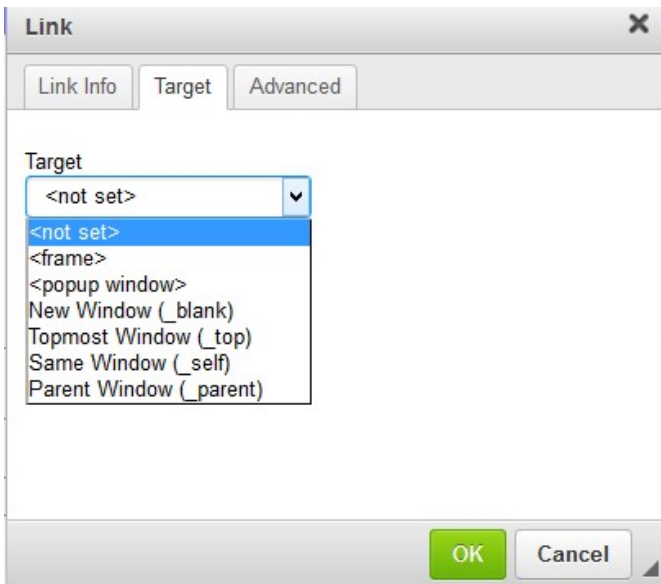 Link
Link Info Target Advanced
Target
<not set>
<not set>
<frame>
<popup window>
New Window (_blank)
Topmost Window (_top)
Same Window (_self)
Parent Window (_parent)
OK Cancel